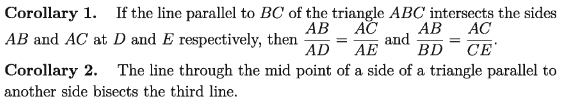 Corollary 1. If the line parallel to BC of the triangle ABC intersects the sides
AB and AC at D and E respectively, then AB/AD = AC/AE and AB/BD = AC/CE.
Corollary 2. The line through the mid point of a side of a triangle parallel to
another side bisects the third line.